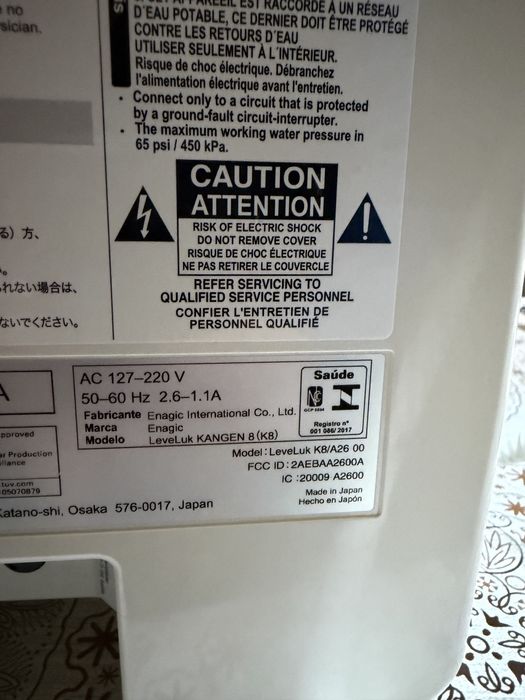 no
sician.
S
APPAREIL EST RACCORDÉ À UN RÉSEAU
D'EAU POTABLE, CE DERNIER DOIT ÊTRE PROTÉGÉ
CONTRE LES RETOURS D'EAU
UTILISER SEULEMENT À L'INTÉRIEUR.
Risque de choc électrique. Débranchez
l'alimentation électrique avant l'entretien.
• Connect only to a circuit that is protected
by a ground-fault circuit-interrupter.
• The maximum working water pressure in
65 psi / 450 kPa.
CAUTION
ATTENTION
RISK OF ELECTRIC SHOCK
DO NOT REMOVE COVER
RISQUE DE CHOC ÉLECTRIQUE
NE PAS RETIRER LE COUVERCLE
REFER SERVICING TO
QUALIFIED SERVICE PERSONNEL
CONFIER L'ENTRETIEN DE
PERSONNEL QUALIFIÉ
る）方、
。
れない場合は、
ないでください。
A
AC 127–220 V
50–60 Hz 2.6–1.1A
Fabricante Enagic International Co., Ltd.
Marca Enagic
Modelo LeveLuk KANGEN 8 (K8)
Saúde
OCP 0004
Registro nº
001 086/2017
Model: LeveLuk K8/A26 00
FCC ID: 2AEBAA2600A
IC :20009 A2600
Made in Japan
Hecho en Japón
pproved
ar Production
eillance
.tuv.com
05070879
Katano-shi, Osaka 576-0017, Japan